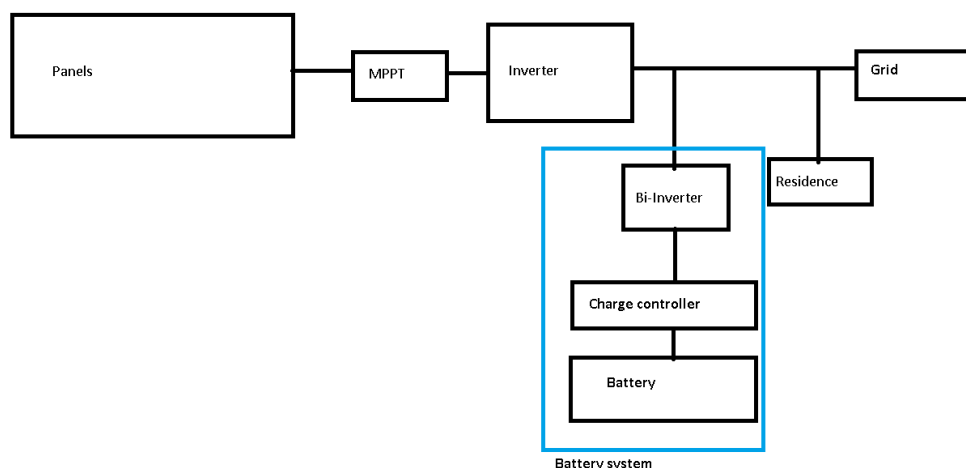 Panels
MPPT
Inverter
Grid
Bi-Inverter
Residence
Charge controller
Battery
Battery system